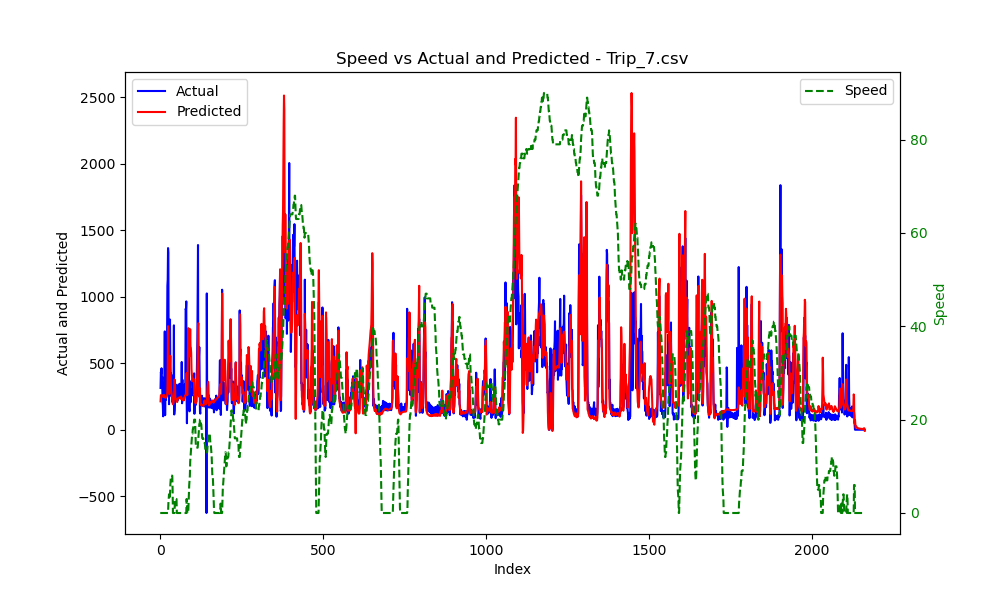 Speed vs Actual and Predicted - Trip_7.csv
Actual
Predicted
Speed
2500
2000
1500
1000
500
0
−500
Actual and Predicted
80
60
40
20
0
Speed
0
500
1000
1500
2000
Index